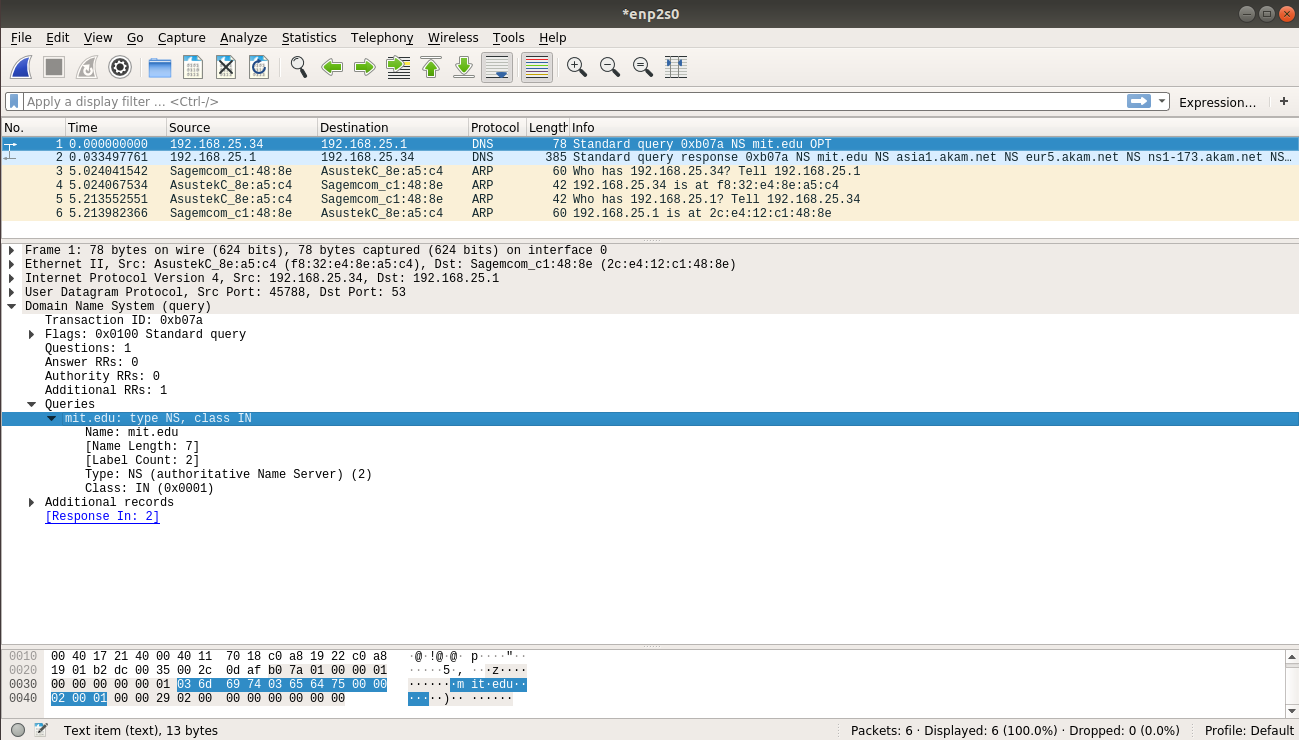 *enp2s0
File Edit View Go Capture Analyze Statistics Telephony Wireless Tools Help
Apply a display filter ... <Ctrl-/> Expression... +
No. Time Source Destination Protocol Length Info
1 0.000000000 192.168.25.34 192.168.25.1 DNS 78 Standard query 0xb07a NS mit.edu OPT
2 0.033497761 192.168.25.1 192.168.25.34 DNS 385 Standard query response 0xb07a NS mit.edu NS asia1.akam.net NS eur5.akam.net NS ns1-173.akam.net NS…
3 5.024041542 Sagemcom_c1:48:8e AsustekC_8e:a5:c4 ARP 60 Who has 192.168.25.34? Tell 192.168.25.1
4 5.024067534 AsustekC_8e:a5:c4 Sagemcom_c1:48:8e ARP 42 192.168.25.34 is at f8:32:e4:8e:a5:c4
5 5.213552551 AsustekC_8e:a5:c4 Sagemcom_c1:48:8e ARP 42 Who has 192.168.25.1? Tell 192.168.25.34
6 5.213982366 Sagemcom_c1:48:8e AsustekC_8e:a5:c4 ARP 60 192.168.25.1 is at 2c:e4:12:c1:48:8e
Frame 1: 78 bytes on wire (624 bits), 78 bytes captured (624 bits) on interface 0
Ethernet II, Src: AsustekC_8e:a5:c4 (f8:32:e4:8e:a5:c4), Dst: Sagemcom_c1:48:8e (2c:e4:12:c1:48:8e)
Internet Protocol Version 4, Src: 192.168.25.34, Dst: 192.168.25.1
User Datagram Protocol, Src Port: 45788, Dst Port: 53
Domain Name System (query)
Transaction ID: 0xb07a
Flags: 0x0100 Standard query
Questions: 1
Answer RRs: 0
Authority RRs: 0
Additional RRs: 1
Queries
mit.edu: type NS, class IN
Name: mit.edu
[Name Length: 7]
[Label Count: 2]
Type: NS (authoritative Name Server) (2)
Class: IN (0x0001)
Additional records
[Response In: 2]
0010 00 40 17 21 40 00 40 11 70 18 c0 a8 19 22 c0 a8 ·@·!@·@· p····"··
0020 19 01 b2 dc 00 35 00 2c 0d af b0 7a 01 00 00 01 ·····5·, ···z····
0030 00 00 00 00 00 01 03 6d 69 74 03 65 64 75 00 00 ·······m it·edu··
0040 02 00 01 00 00 29 02 00 00 00 00 00 00 00 ·····)·· ······
Text item (text), 13 bytes Packets: 6 · Displayed: 6 (100.0%) · Dropped: 0 (0.0%) Profile: Default